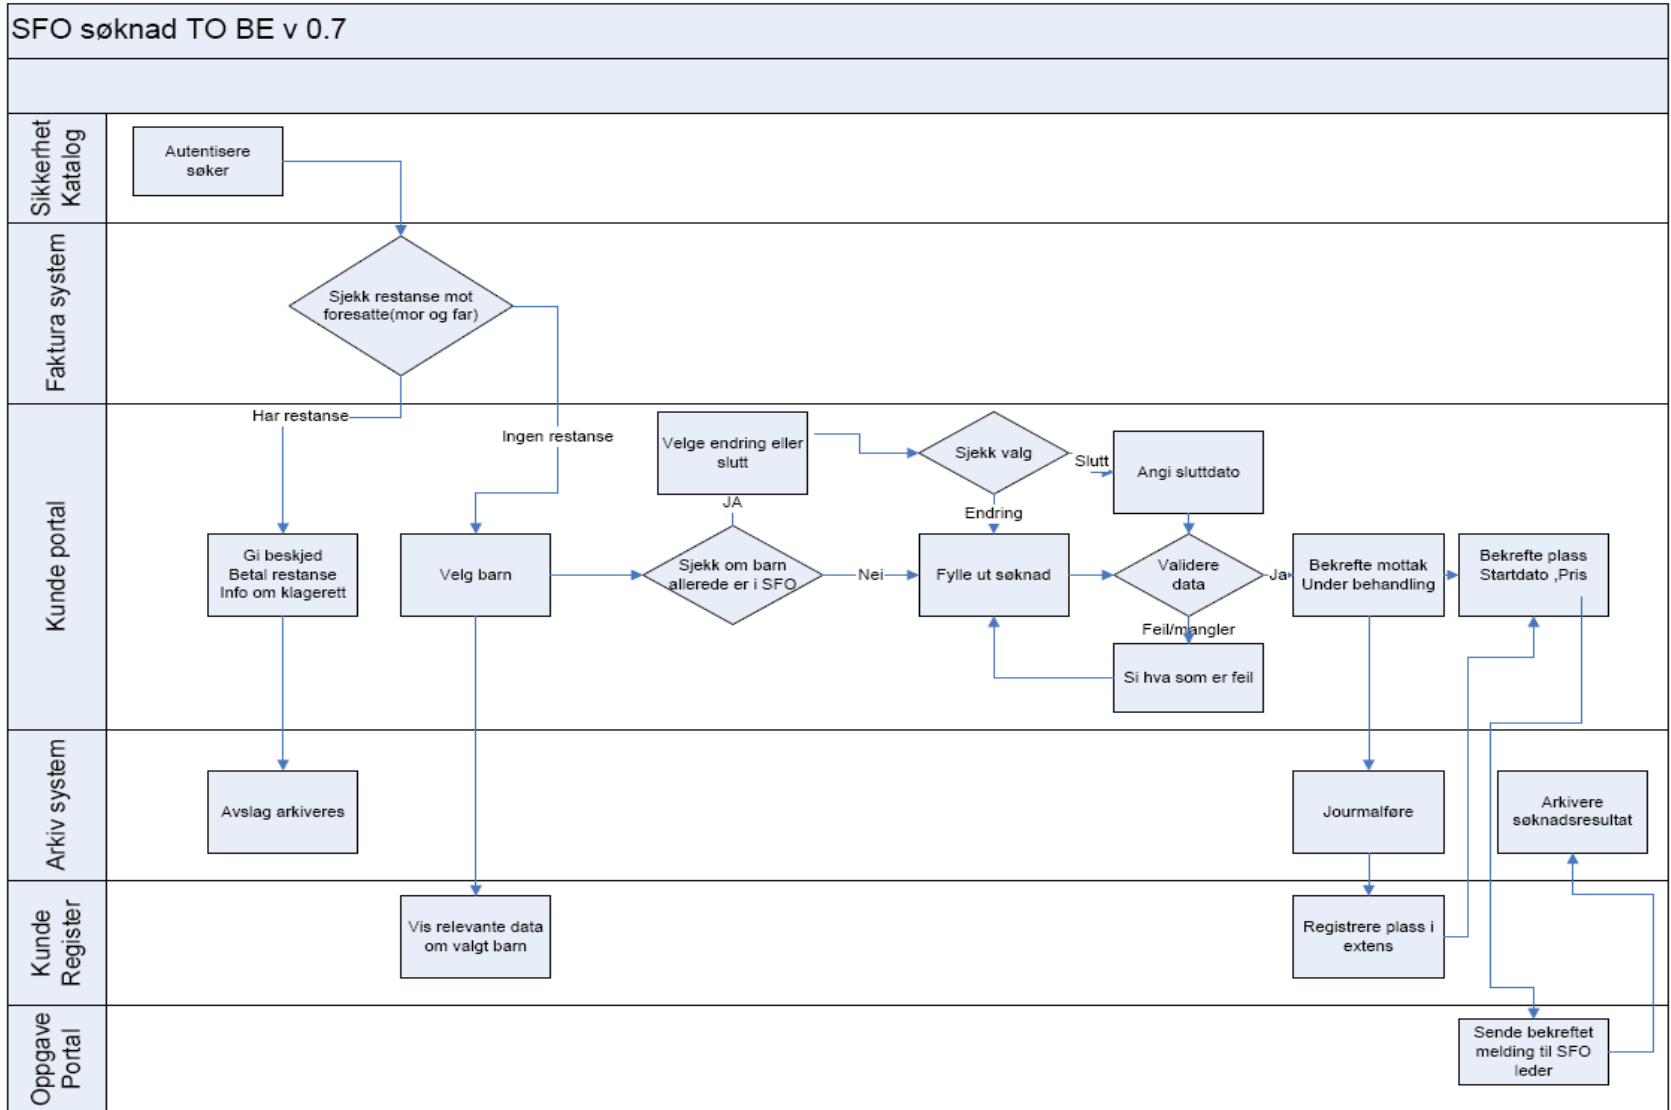 SFO søknad TO BE v 0.7
Sikkerhet
Katalog
Autentisere
søker
Faktura system
Sjekk restanse mot
foresatte(mor og far)
Kunde portal
Har restanse
Ingen restanse
Velge endring eller
slutt
Sjekk valg
Slutt
Angi sluttdato
JA
Endring
Gi beskjed
Betal restanse
Info om klagerett
Velg barn
Sjekk om barn
allerede er i SFO
Nei
Fylle ut søknad
Validere
data
Ja
Bekrefte mottak
Under behandling
Bekrefte plass
Startdato ,Pris
Feil/mangler
Si hva som er feil
Arkiv system
Avslag arkiveres
Jourmalføre
Arkivere
søknadsresultat
Kunde
Register
Vis relevante data
om valgt barn
Registrere plass i
extens
Oppgave
Portal
Sende bekreftet
melding til SFO
leder